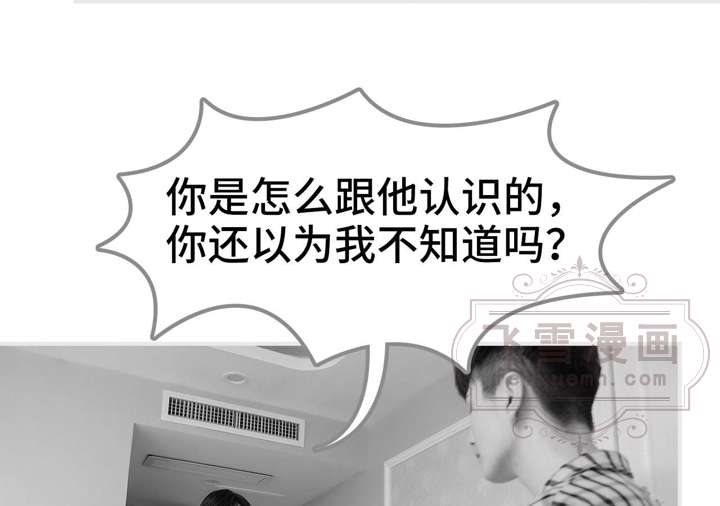 你是怎么跟他认识的，
你还以为我不知道吗？
飞雪漫画